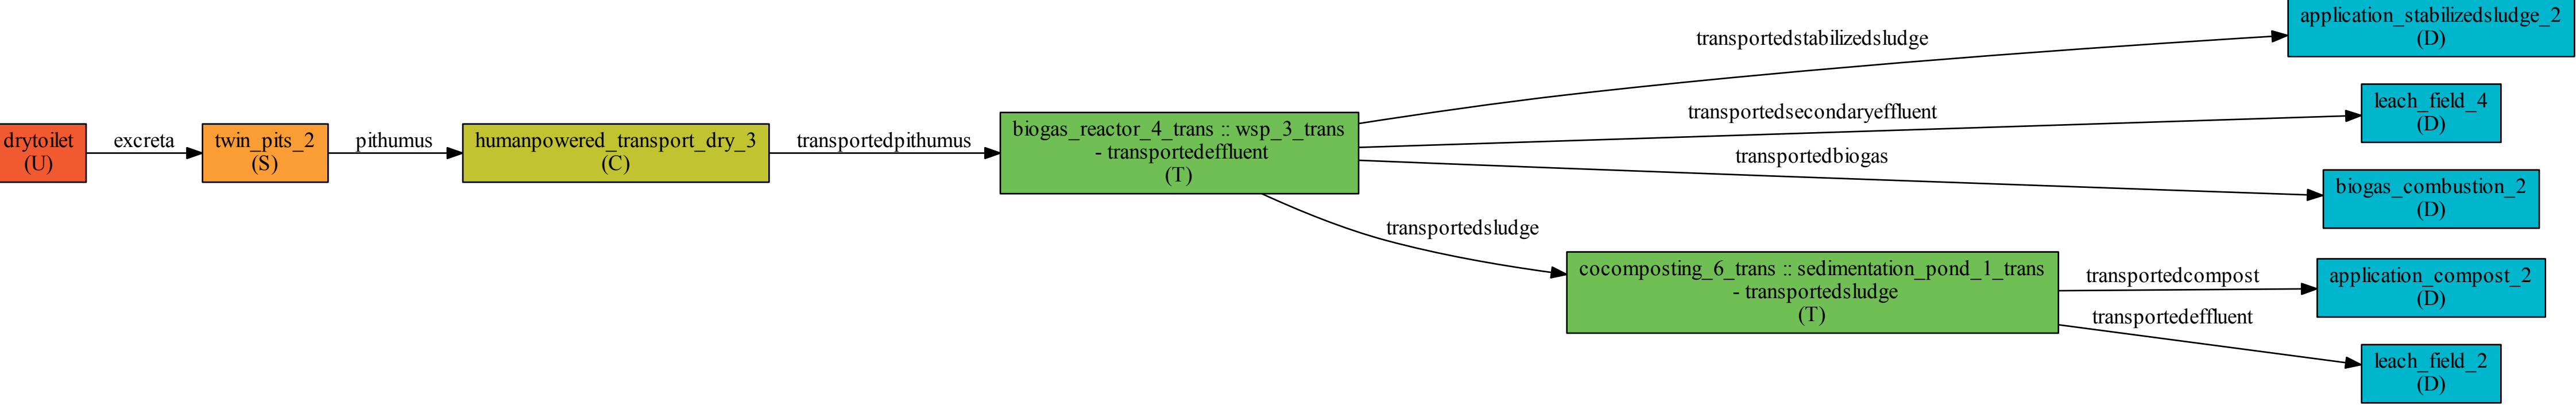 drytoilet
(U)
excreta
twin_pits_2
(S)
pithumus
humanpowered_transport_dry_3
(C)
transportedpithumus
biogas_reactor_4_trans :: wsp_3_trans
- transportedeffluent
(T)
transportedstabilizedsludge
application_stabilizedsludge_2
(D)
transportedsecondaryeffluent
leach_field_4
(D)
transportedbiogas
biogas_combustion_2
(D)
transportedsludge
cocomposting_6_trans :: sedimentation_pond_1_trans
- transportedsludge
(T)
transportedcompost
application_compost_2
(D)
transportedeffluent
leach_field_2
(D)